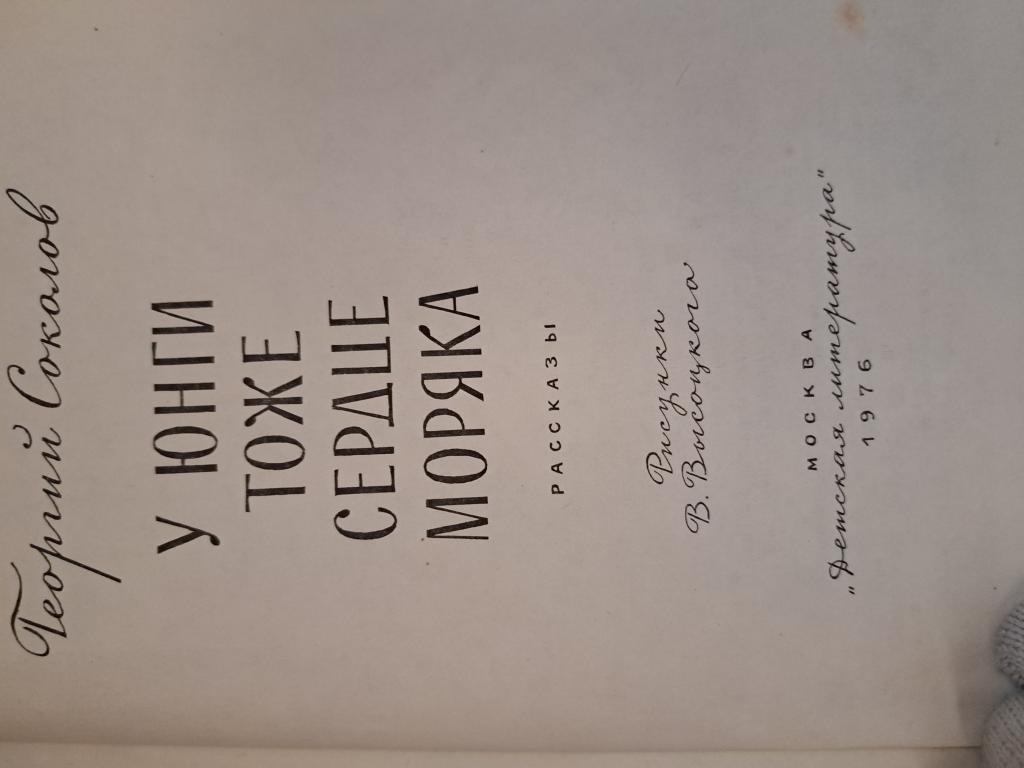 Георгий Соколов
У ЮНГИ
ТОЖЕ
СЕРДЦЕ
МОРЯКА
РАССКАЗЫ
Рисунки
В. Высоцкого
МОСКВА
„Детская литература"
1976